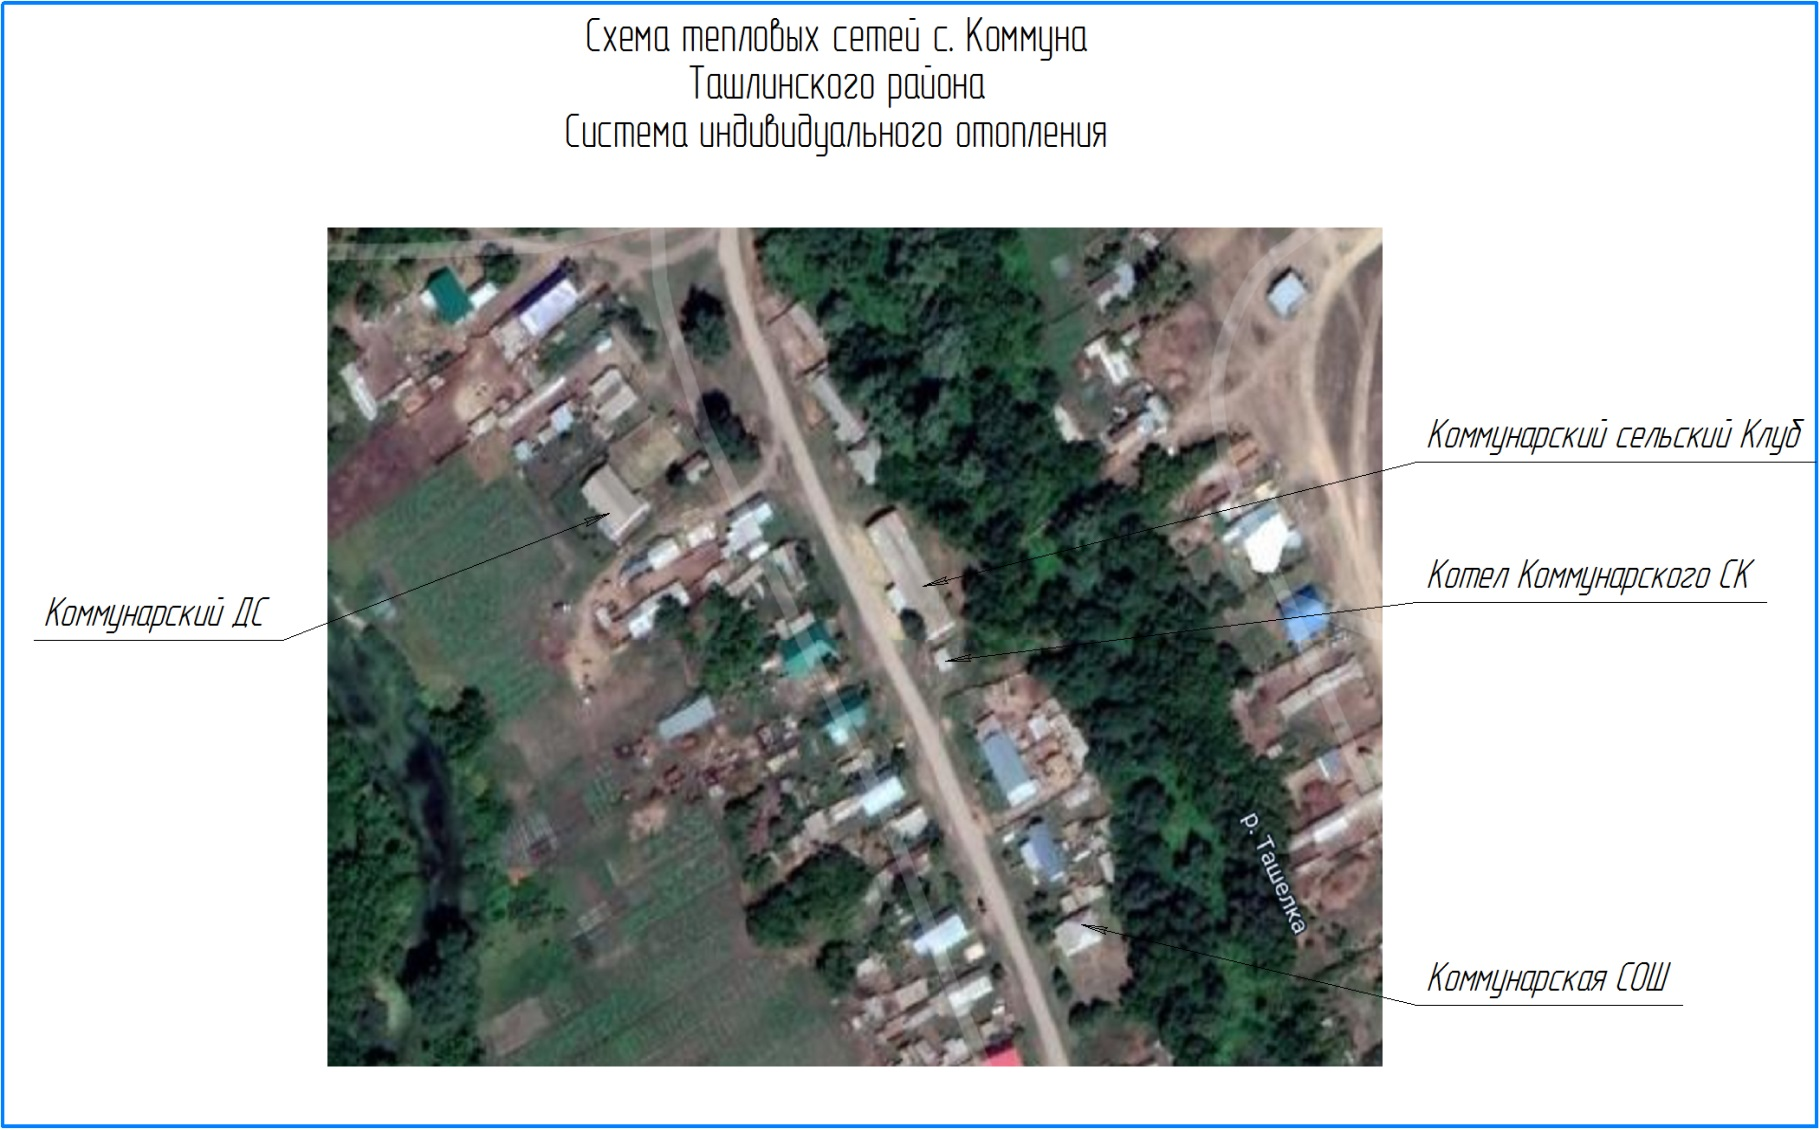 Схема тепловых сетей с. Коммуна
Ташлинского района
Система индивидуального отопления
Коммунарский сельский Клуб
Котел Коммунарского СК
Коммунарский ДС
р. Ташелка
Коммунарская СОШ